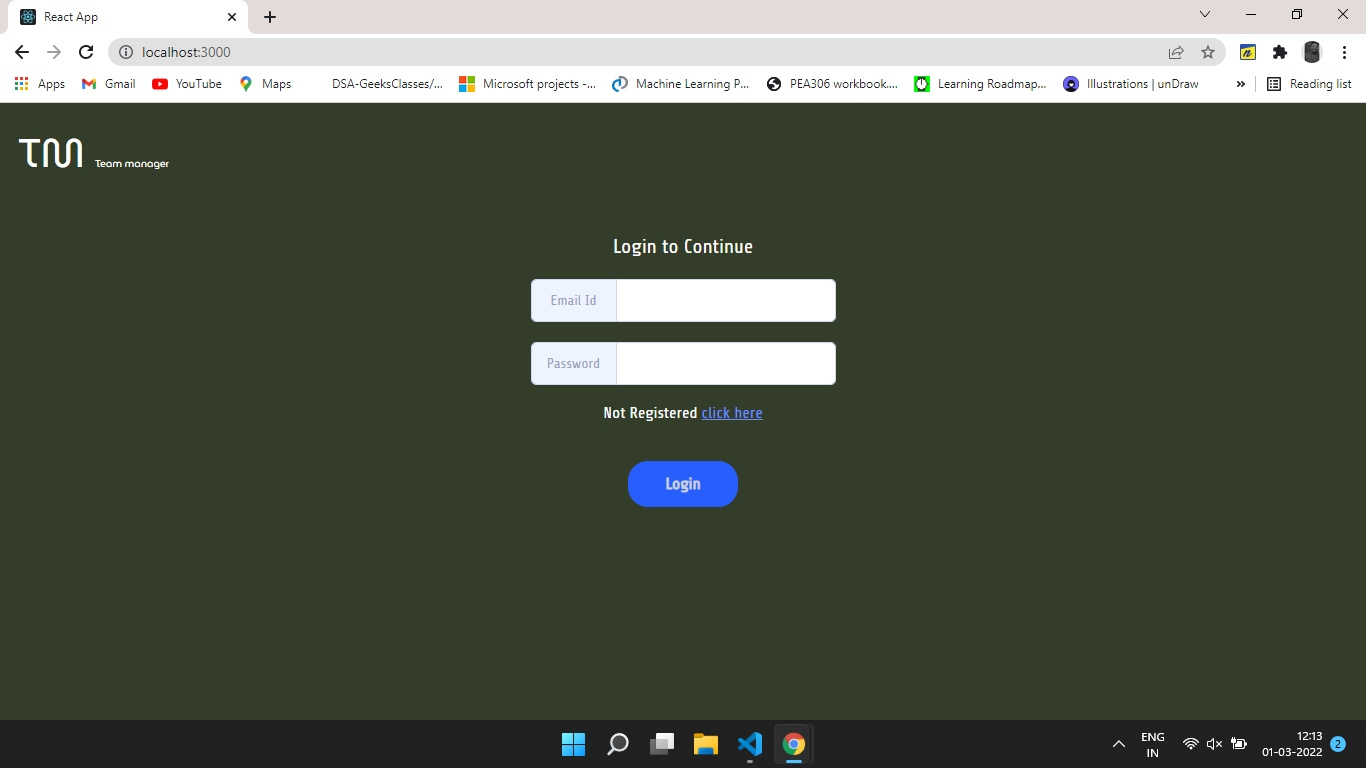 React App
localhost:3000
Apps Gmail YouTube Maps DSA-GeeksClasses/... Microsoft projects -... Machine Learning P... PEA306 workbook.... Learning Roadmap... Illustrations | unDraw » Reading list
TM Team manager
Login to Continue
Email Id
Password
Not Registered click here
Login
ENG
IN
12:13
01-03-2022
2